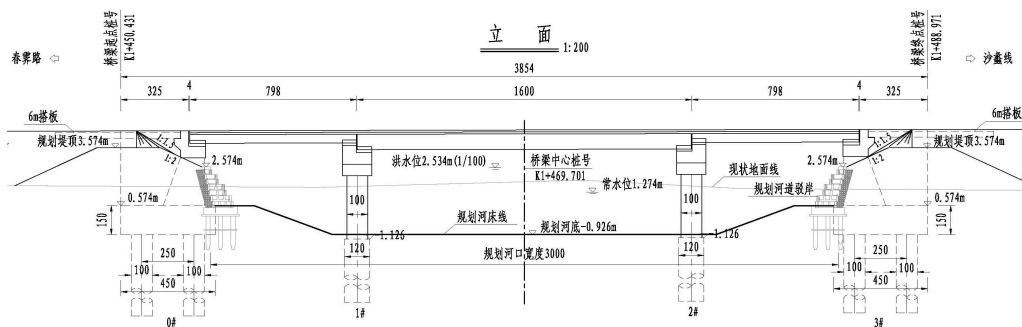 立 面
1:200
桥梁起点桩号
K1+450.431
桥梁终点桩号
K1+488.971
春霁路
沙蠡线
3854
325
4
798
1600
798
4
325
6m搭板
6m搭板
规划堤顶3.574m
1:1.5
1:2
规划堤顶3.574m
1:1.5
1:2
洪水位2.534m(1/100)
桥梁中心桩号
K1+469.701
2.574m
2.574m
现状地面线
规划河道驳岸
常水位1.274m
0.574m
0.574m
100
100
150
150
规划河床线
规划河底-0.926m
-1.126
-1.126
120
120
规划河口宽度3000
250
250
100
100
100
100
450
450
0#
1#
2#
3#